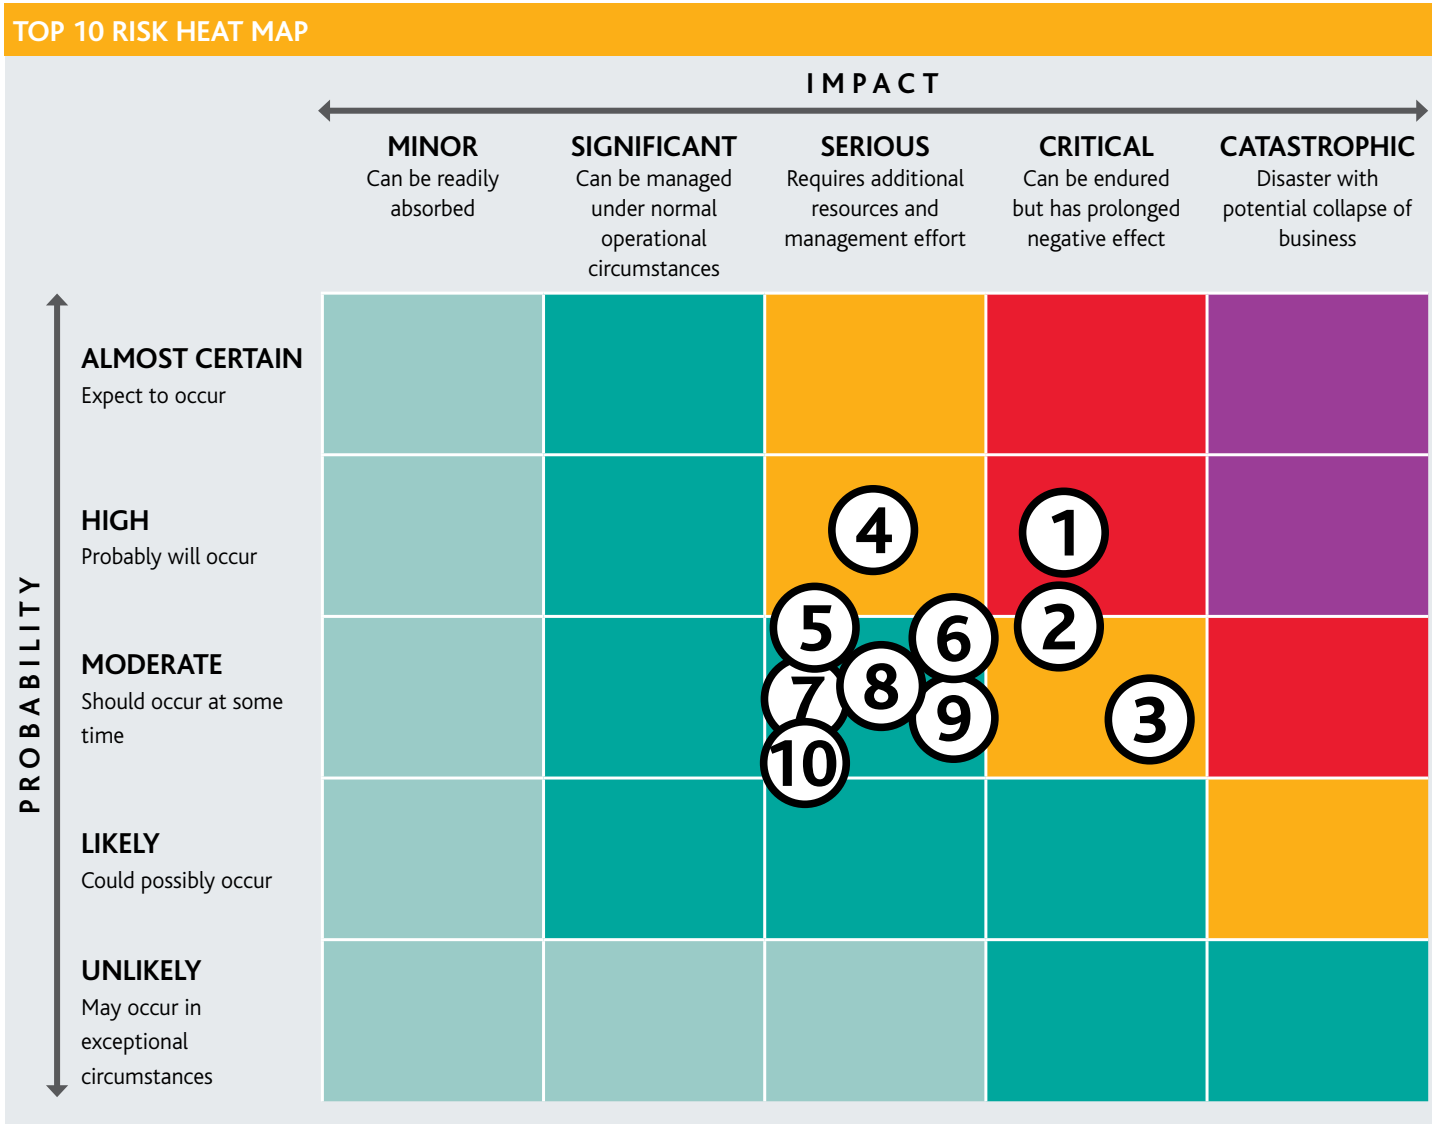 TOP 10 RISK HEAT MAP
IMPACT
MINOR
Can be readily
absorbed
SIGNIFICANT
Can be managed
under normal
operational
circumstances
SERIOUS
Requires additional
resources and
management effort
CRITICAL
Can be endured
but has prolonged
negative effect
CATASTROPHIC
Disaster with
potential collapse of
business
PROBABILITY
ALMOST CERTAIN
Expect to occur
HIGH
Probably will occur
4
1
MODERATE
Should occur at some
time
5
6
2
7
8
9
3
10
LIKELY
Could possibly occur
UNLIKELY
May occur in
exceptional
circumstances